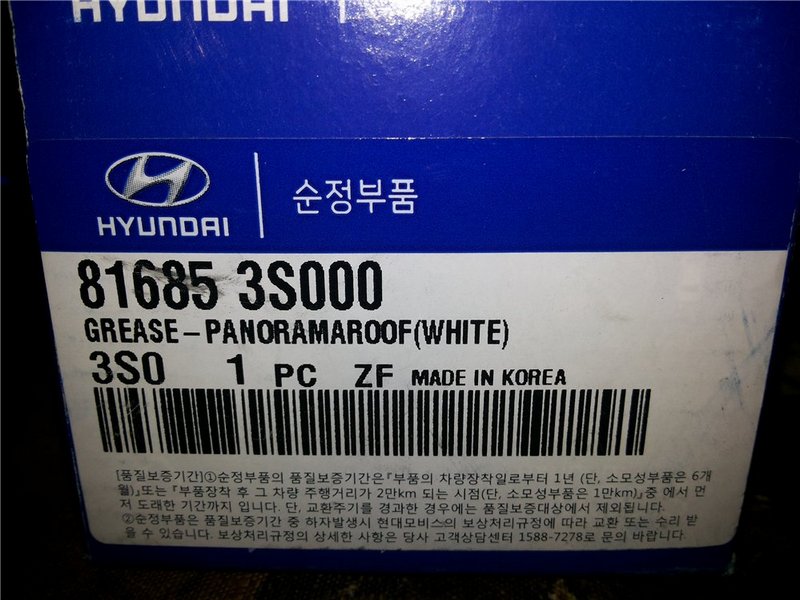 HYUNDAI
HYUNDAI
순정부품
81685 3S000
GREASE-PANORAMAROOF(WHITE)
3S0 1 PC ZF MADE IN KOREA
[품질보증기간]①순정부품의 품질보증기간은『부품의 차량장착일로부터 1년 (단, 소모성부품은 6개
월)』또는『부품장착 후 그 차량 주행거리가 2만km 되는 시점(단, 소모성부품은 1만km)』중 에서 먼
저 도래한 기간까지 입니다. 단, 교환주기를 경과한 경우에는 품질보증대상에서 제외됩니다.
②순정부품은 품질보증기간 중 하자발생시 현대모비스의 보상처리규정에 따라 교환 또는 수리 받
을 수 있습니다. 보상처리규정의 상세한 사항은 당사 고객상담센터 1588-7278로 문의 바랍니다.